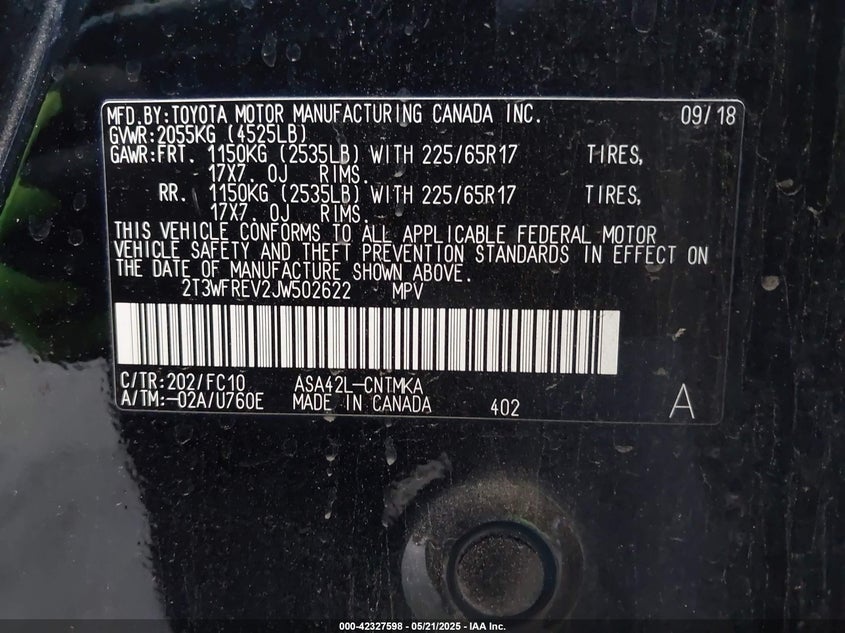 MFD.BY:TOYOTA MOTOR MANUFACTURING CANADA INC. 09/18
GVWR:2055KG (4525LB)
GAWR:FRT. 1150KG (2535LB) WITH 225/65R17 TIRES,
17X7. 0J RIMS.
RR. 1150KG (2535LB) WITH 225/65R17 TIRES,
17X7. 0J RIMS.
THIS VEHICLE CONFORMS TO ALL APPLICABLE FEDERAL MOTOR
VEHICLE SAFETY AND THEFT PREVENTION STANDARDS IN EFFECT ON
THE DATE OF MANUFACTURE SHOWN ABOVE.
2T3WFREV2JW502622 MPV
C/TR:202/FC10 ASA42L-CNTMKA
A/TM:-02A/U760E MADE IN CANADA 402 A
000-42327598 - 05/21/2025 - IAA Inc.